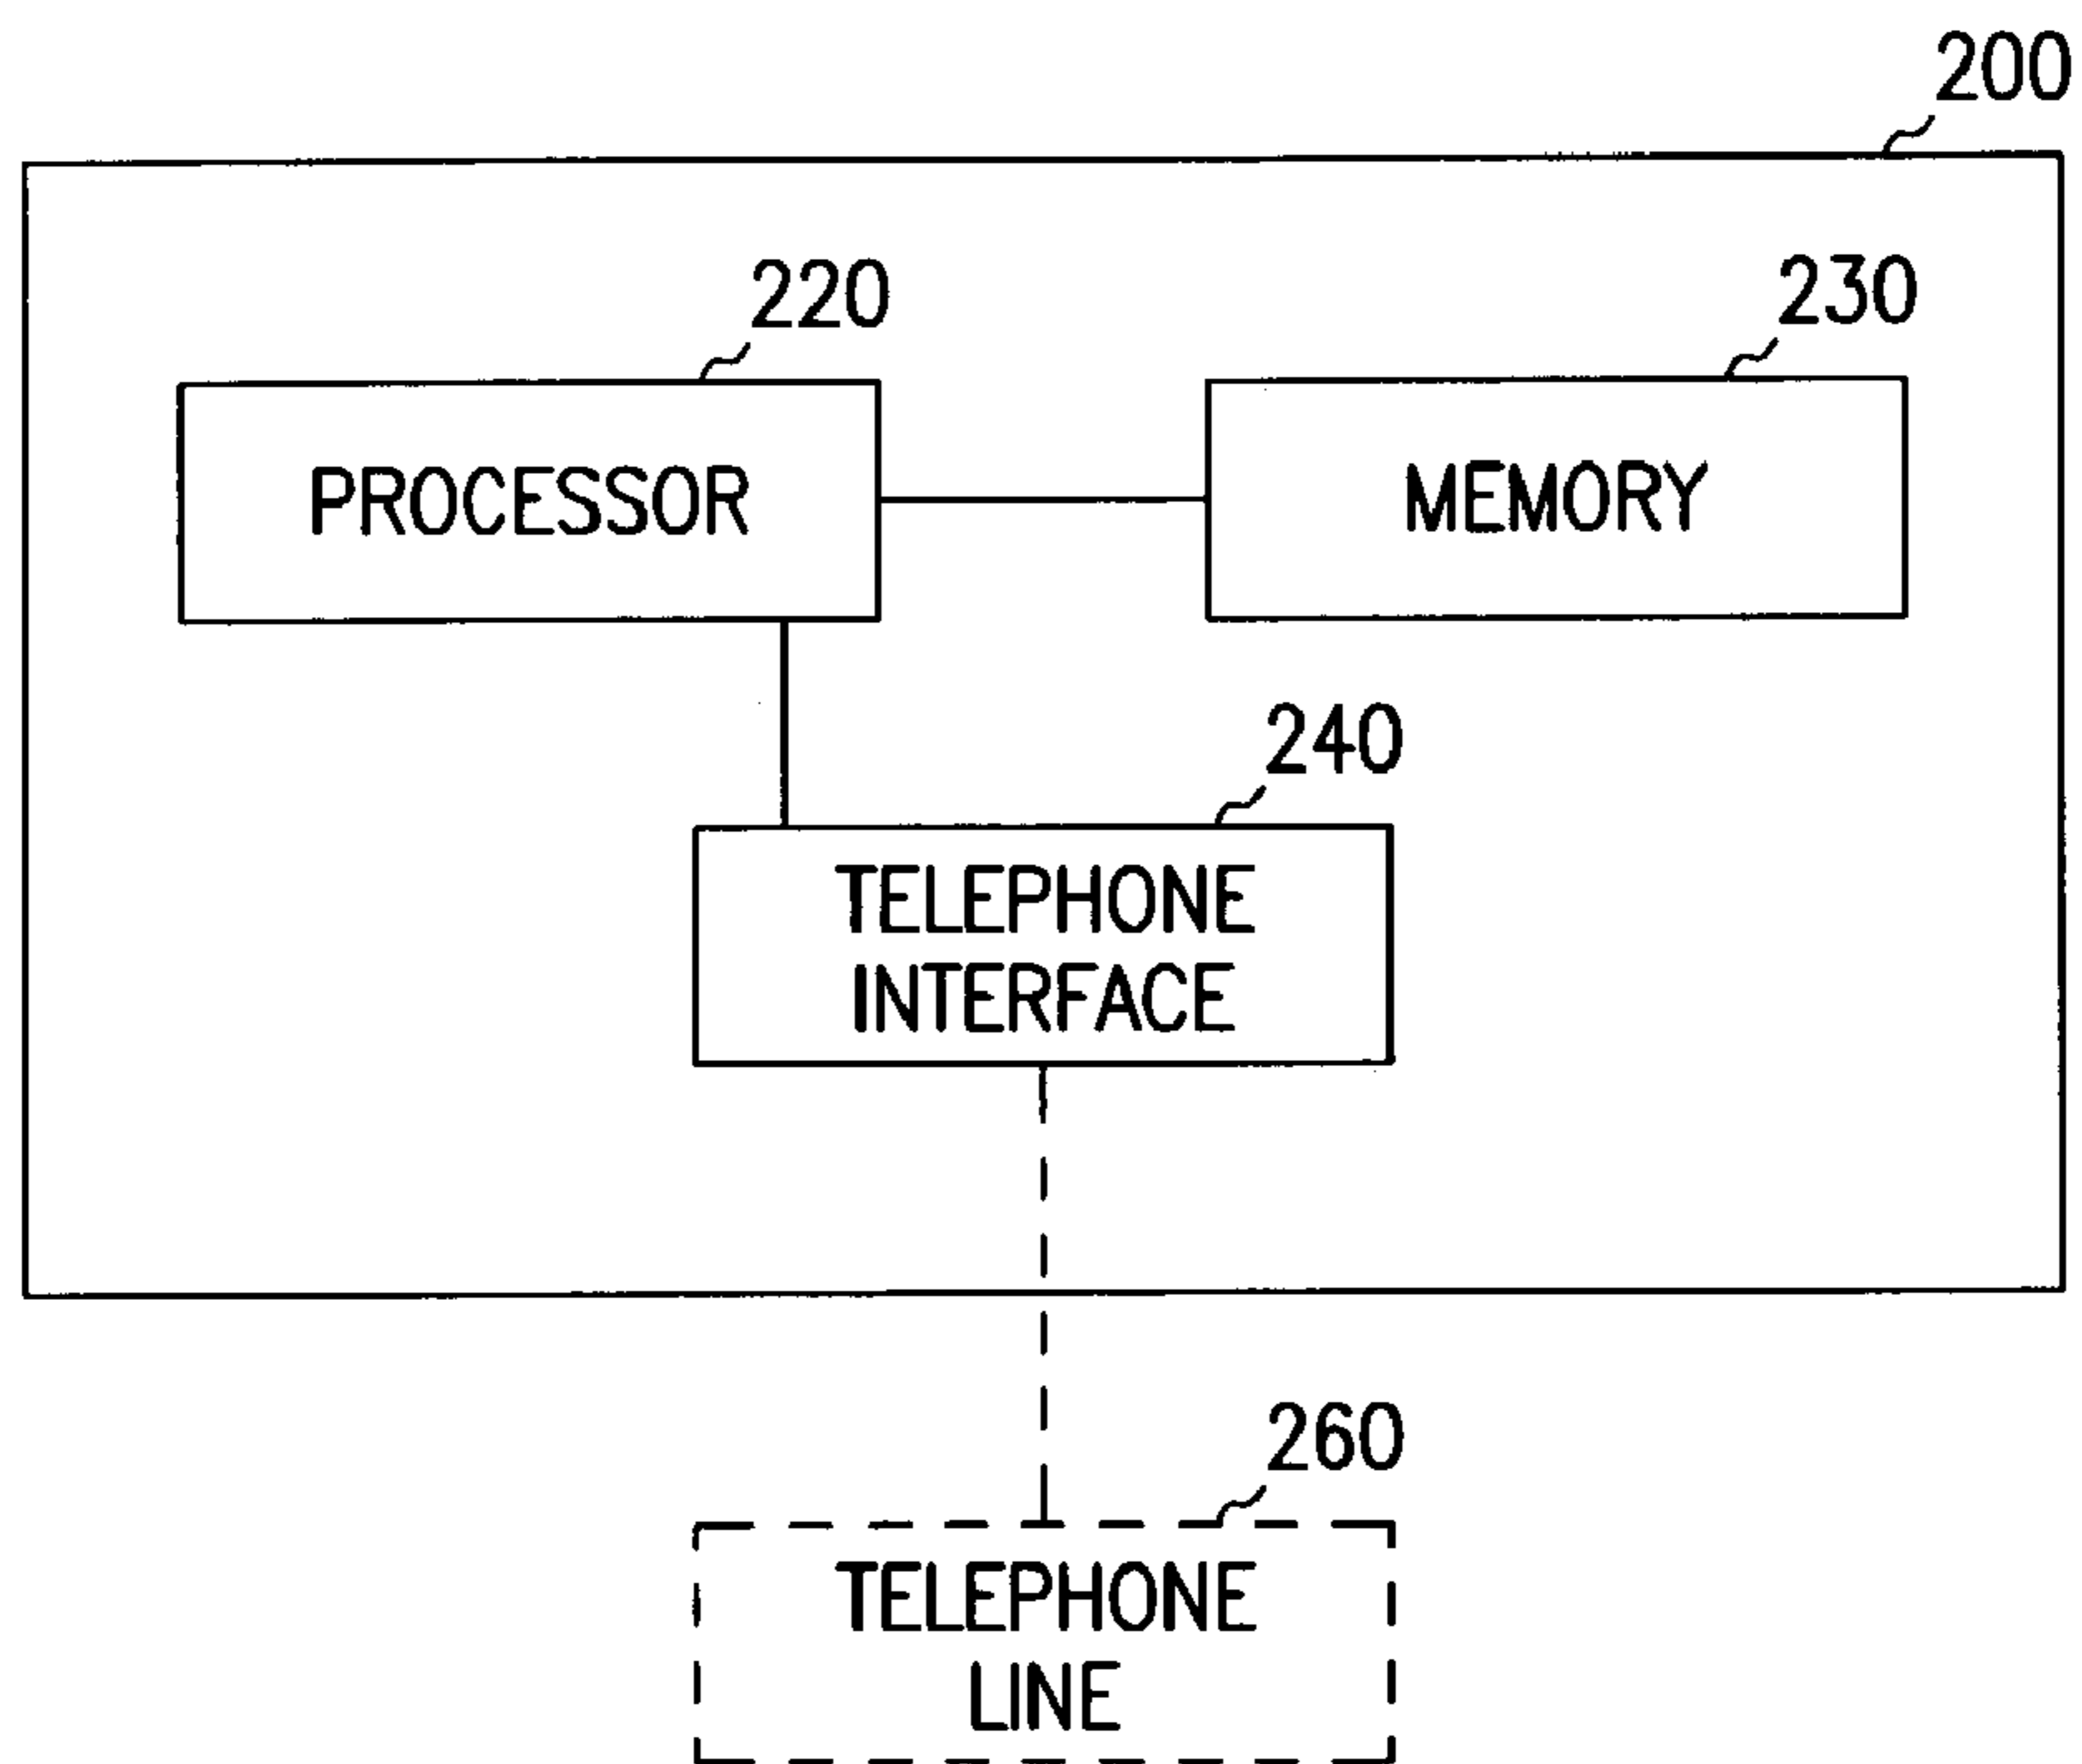 200
220
230
PROCESSOR
MEMORY
240
TELEPHONE
INTERFACE
260
TELEPHONE
LINE